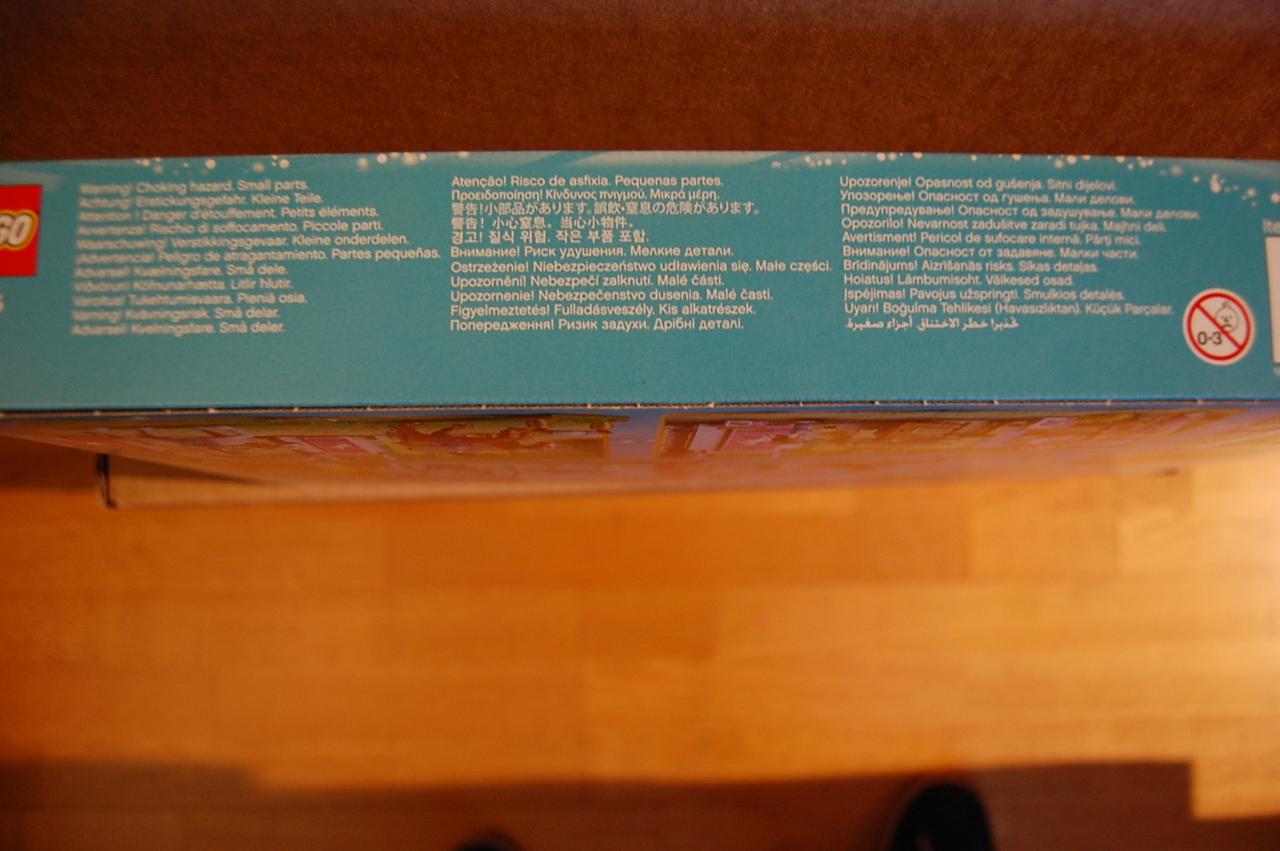 GO
Warning! Choking hazard. Small parts.
Achtung! Erstickungsgefahr. Kleine Teile.
Attention ! Danger d'étouffement. Petits éléments.
Avvertenza! Rischio di soffocamento. Piccole parti.
Waarschuwing! Verstikkingsgevaar. Kleine onderdelen.
Advertencia! Peligro de atragantamiento. Partes pequeñas.
Advarsel! Kvælningsfare. Små dele.
Viðvörun! Köfnunarhætta. Litlir hlutir.
Varoitus! Tukehtumisvaara. Pieniä osia.
Varning! Kvävningsrisk. Små delar.
Advarsel! Kvelningsfare. Små deler.
Atenção! Risco de asfixia. Pequenas partes.
Προειδοποίηση! Κίνδυνος πνιγμού. Μικρά μέρη.
警告!小部品があります。誤飲・窒息の危険があります。
警告! 小心窒息。当心小物件。
경고! 질식 위험. 작은 부품 포함.
Внимание! Риск удушения. Мелкие детали.
Ostrzeżenie! Niebezpieczeństwo udławienia się. Małe części.
Upozornění! Nebezpečí zalknutí. Malé části.
Upozornenie! Nebezpečenstvo dusenia. Malé časti.
Figyelmeztetés! Fulladásveszély. Kis alkatrészek.
Попередження! Ризик задухи. Дрібні деталі.
Upozorenje! Opasnost od gušenja. Sitni dijelovi.
Упозорење! Опасност од гушења. Мали делови.
Предупредување! Опасност од задушување. Мали делови.
Opozorilo! Nevarnost zadušitve zaradi tujka. Majhni deli.
Avertisment! Pericol de sufocare internă. Părţi mici.
Внимание! Опасност от задавяне. Малки части.
Brīdinājums! Aizrīšanās risks. Sīkas detaļas.
Hoiatus! Lämbumisoht. Väikesed osad.
Įspėjimas! Pavojus užspringti. Smulkios detalės.
Uyarı! Boğulma Tehlikesi (Havasızlıktan). Küçük Parçalar.
تحذير! خطر الاختناق. أجزاء صغيرة.
0-3